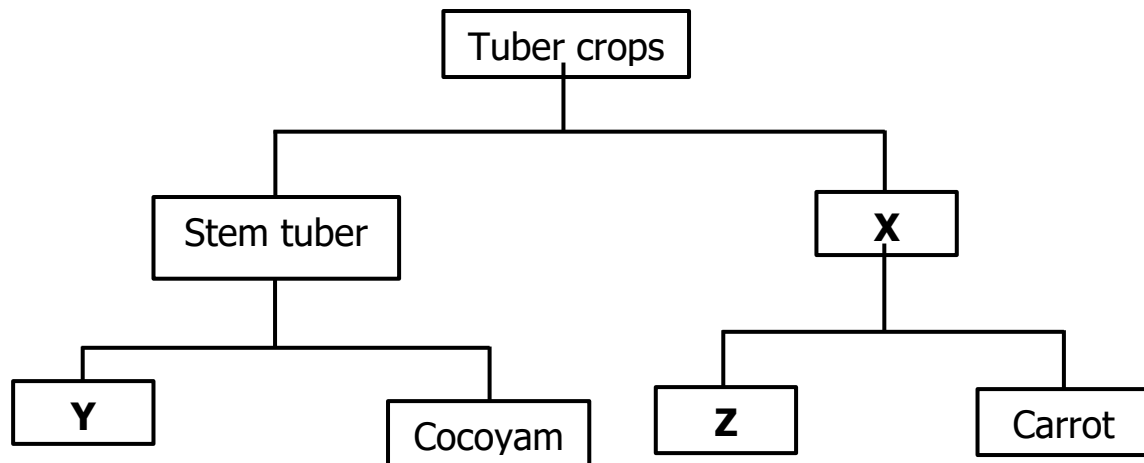 Tuber crops
Stem tuber
X
Y
Cocoyam
Z
Carrot